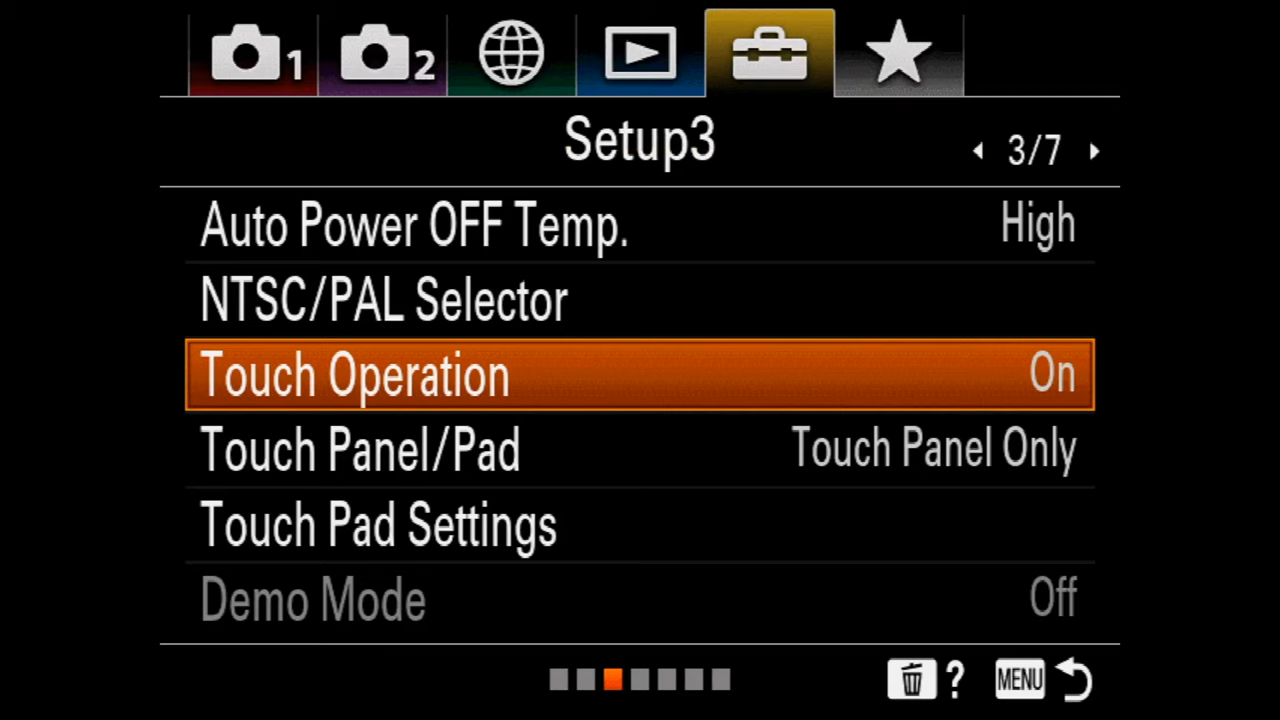 1 2
Setup3
3/7
Auto Power OFF Temp. High
NTSC/PAL Selector
Touch Operation On
Touch Panel/Pad Touch Panel Only
Touch Pad Settings
Demo Mode Off
? MENU